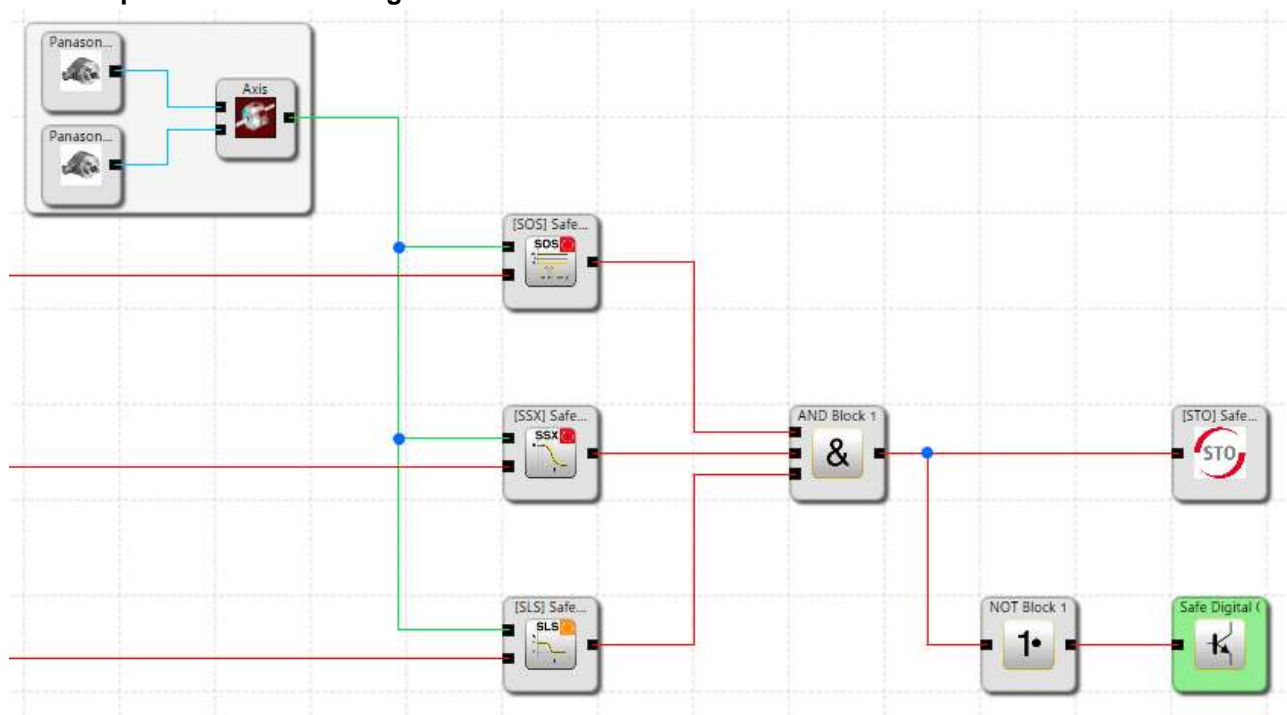 Panason...
Axis
Panason...
[SOS] Safe...
SOS
[SSX] Safe...
SSX
AND Block 1
&
[STO] Safe...
STO
[SLS] Safe...
SLS
NOT Block 1
1
Safe Digital